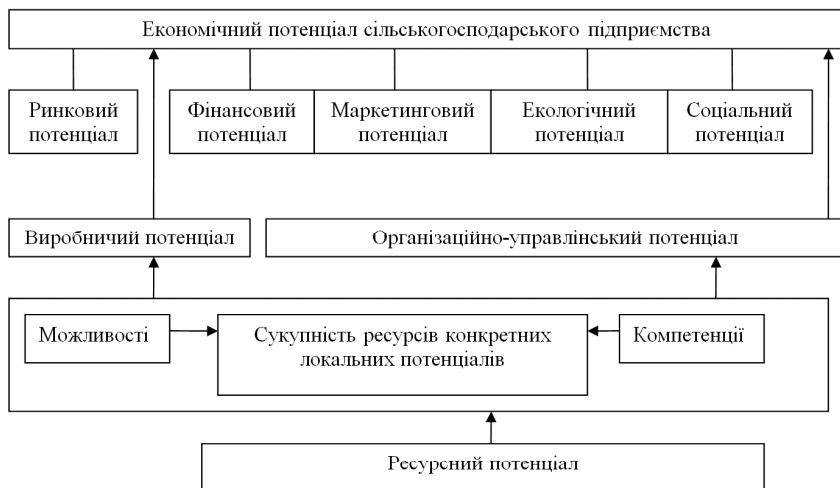 Економічний потенціал сільськогосподарського підприємства
Ринковий
потенціал
Фінансовий
потенціал
Маркетинговий
потенціал
Екологічний
потенціал
Соціальний
потенціал
Виробничий потенціал
Організаційно-управлінський потенціал
Можливості
Сукупність ресурсів конкретних
локальних потенціалів
Компетенції
Ресурсний потенціал